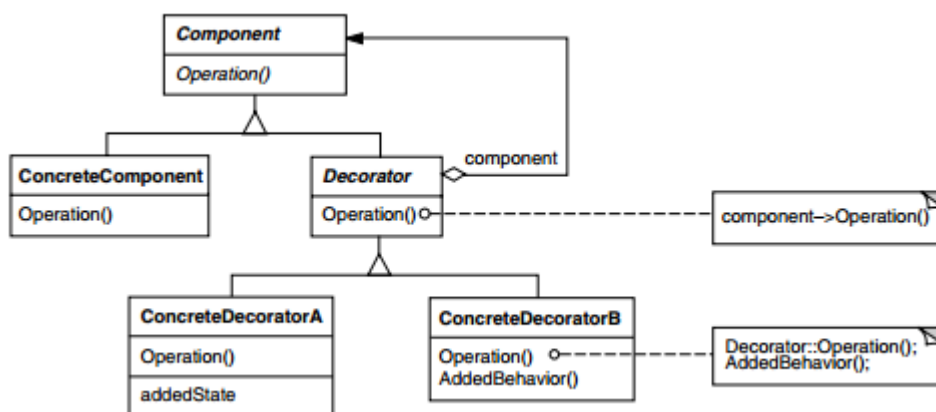 Component
Operation()
component
ConcreteComponent
Operation()
Decorator
Operation()
component–>Operation()
ConcreteDecoratorA
Operation()
addedState
ConcreteDecoratorB
Operation()
AddedBehavior()
Decorator::Operation();
AddedBehavior();